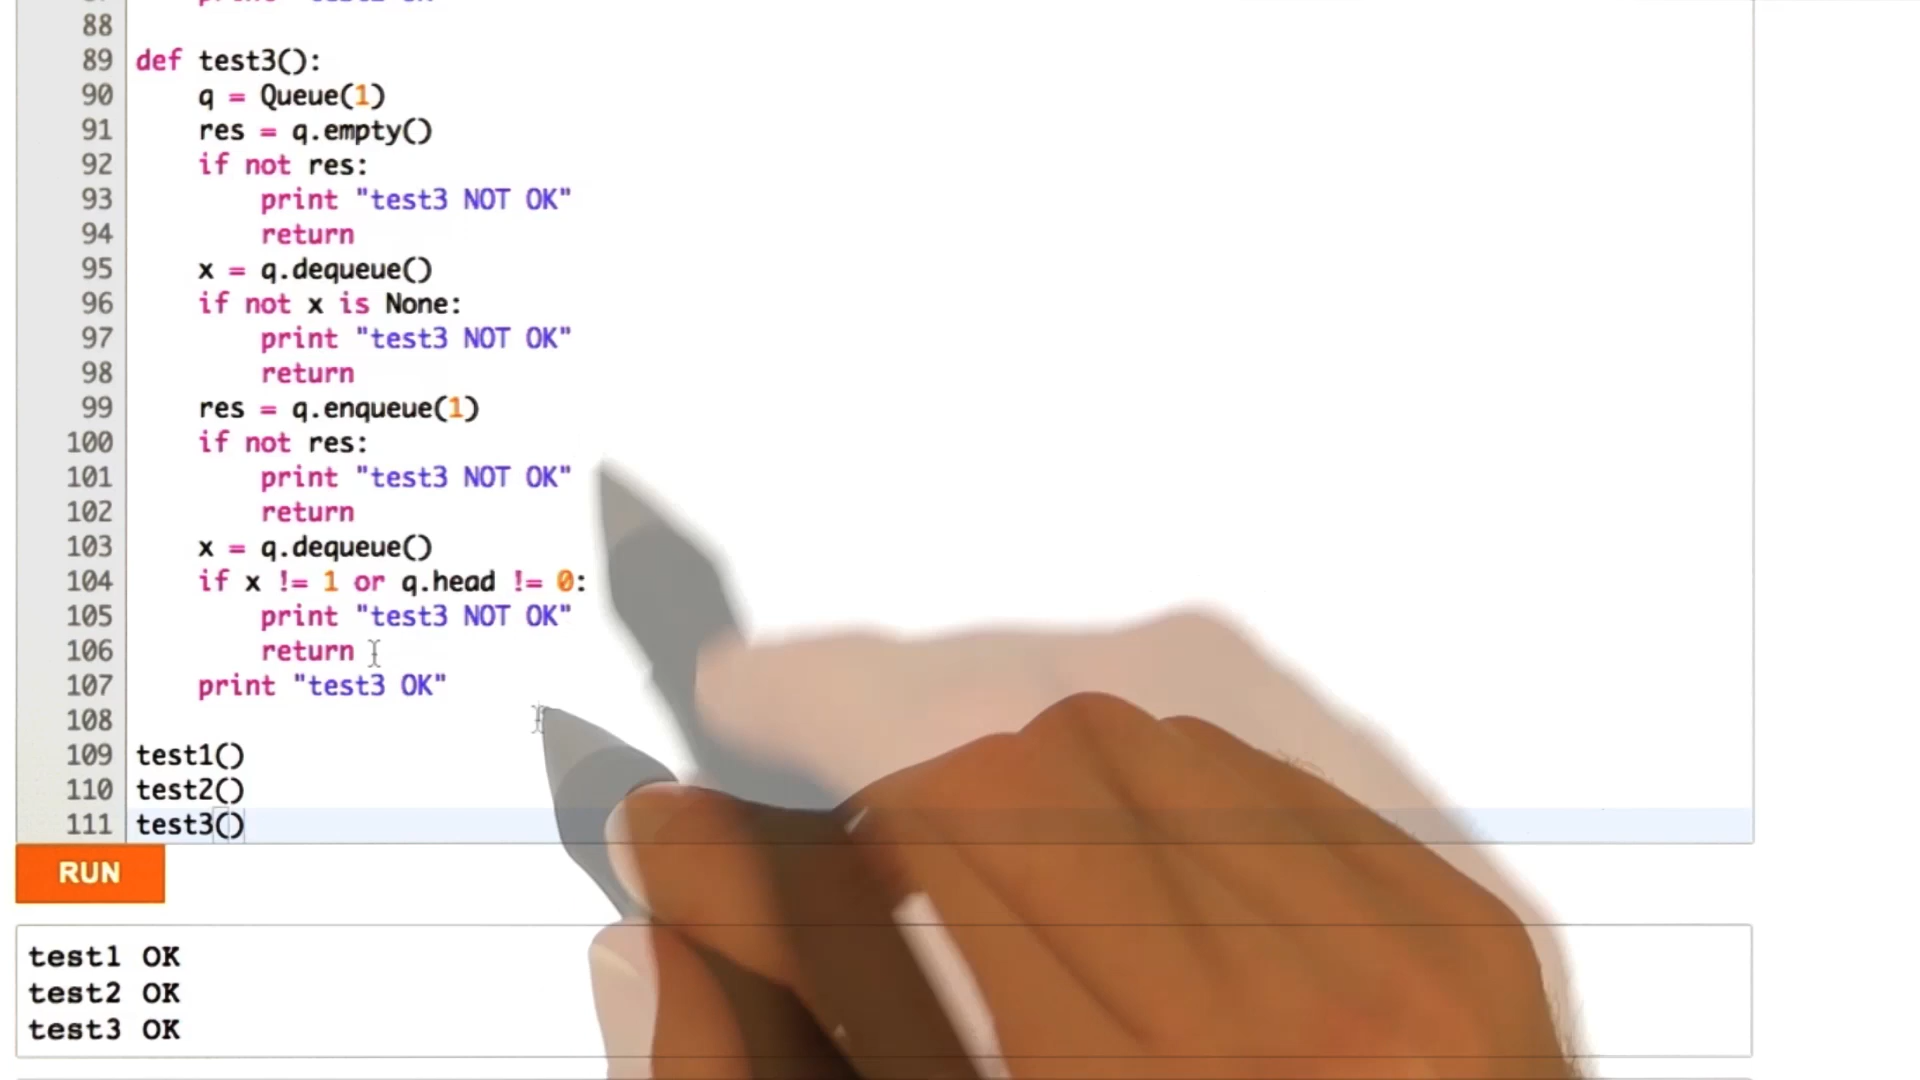 88
89 def test3():
90 q = Queue(1)
91 res = q.empty()
92 if not res:
93 print "test3 NOT OK"
94 return
95 x = q.dequeue()
96 if not x is None:
97 print "test3 NOT OK"
98 return
99 res = q.enqueue(1)
100 if not res:
101 print "test3 NOT OK"
102 return
103 x = q.dequeue()
104 if x != 1 or q.head != 0:
105 print "test3 NOT OK"
106 return
107 print "test3 OK"
108
109 test1()
110 test2()
111 test3()
RUN
test1 OK
test2 OK
test3 OK